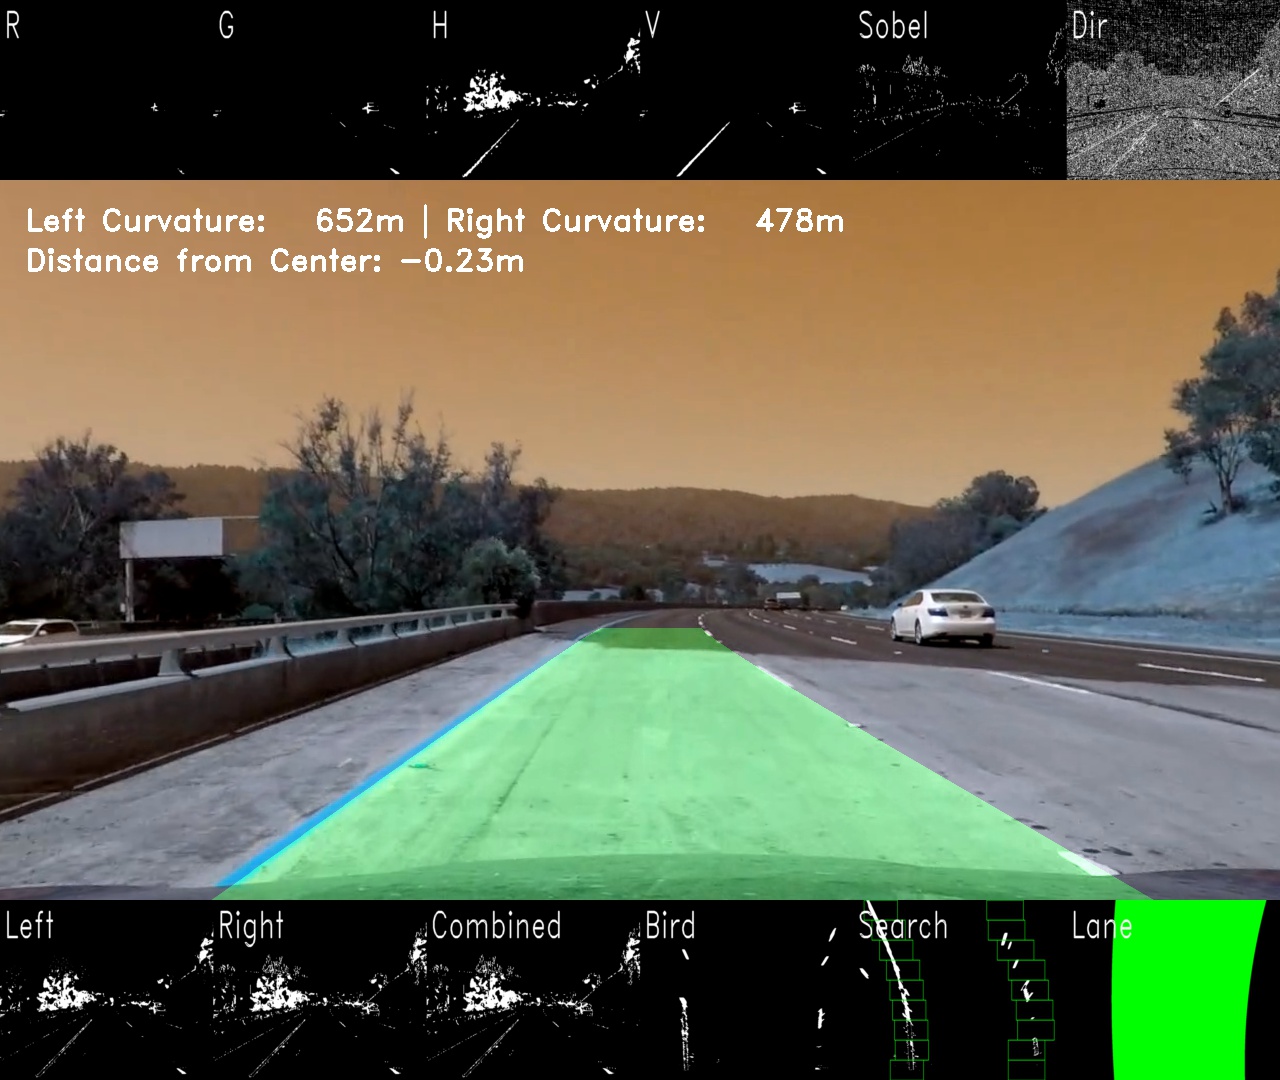 R G H V Sobel Dir
Left Curvature: 652m | Right Curvature: 478m
Distance from Center: -0.23m
Left Right Combined Bird Search Lane